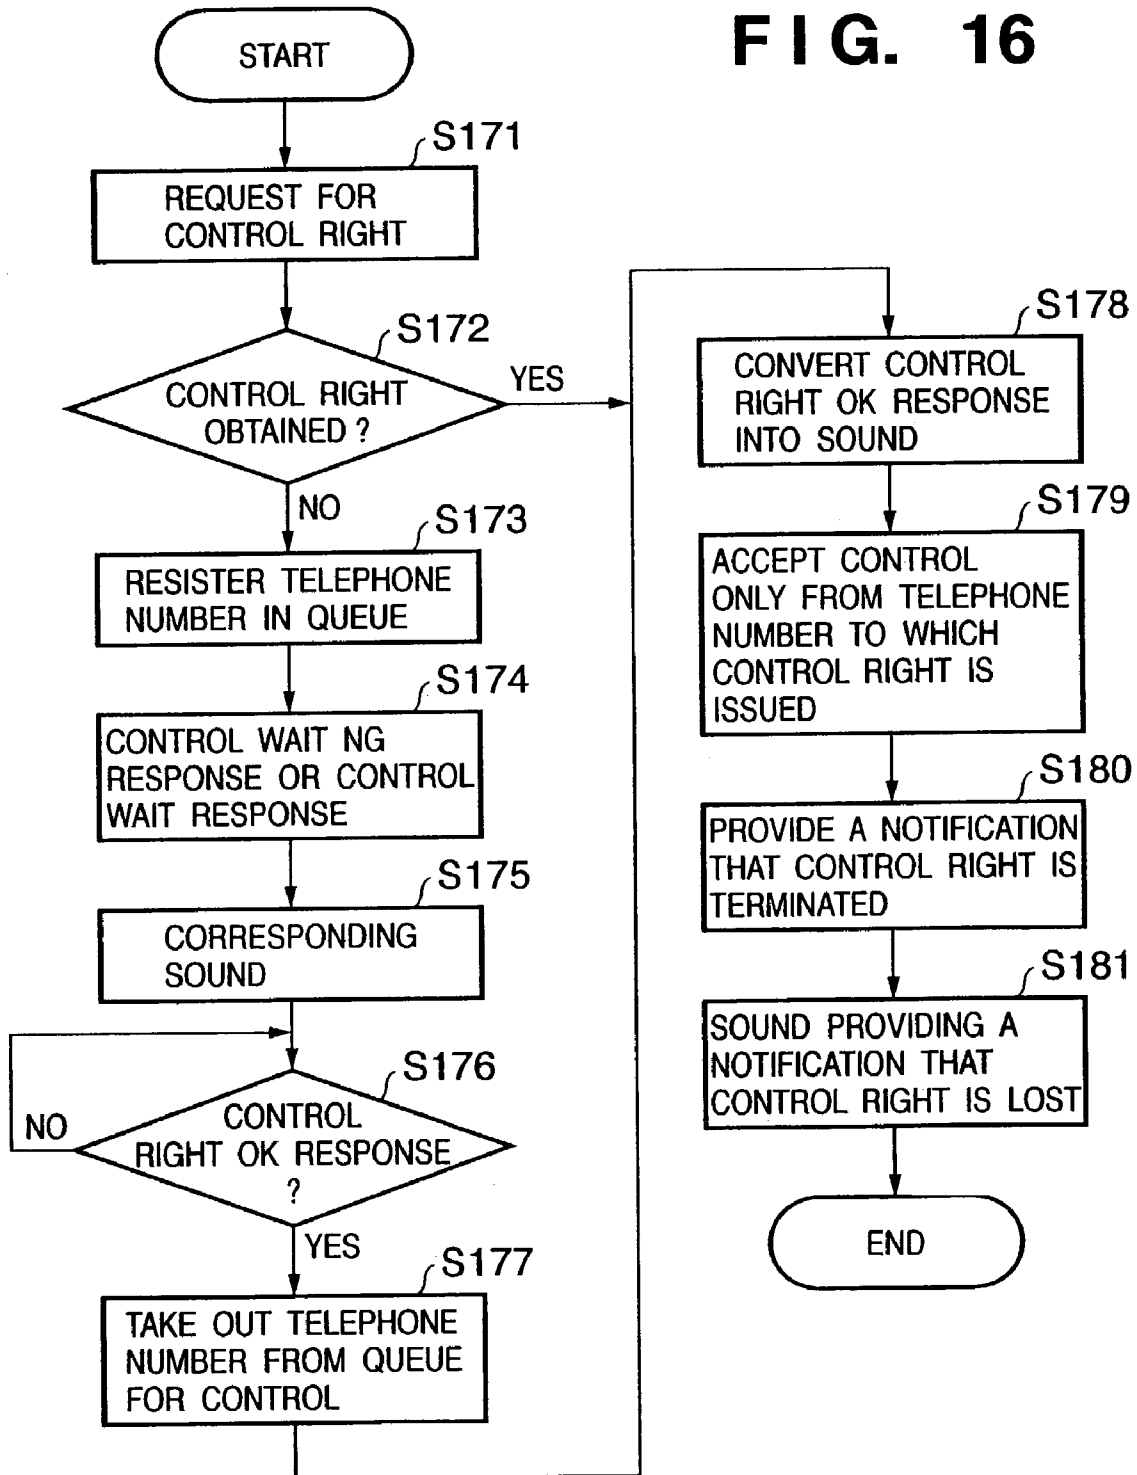 FIG. 16
START
S171
REQUEST FOR
CONTROL RIGHT
S172
CONTROL RIGHT
OBTAINED ?
YES
NO
S173
RESISTER TELEPHONE
NUMBER IN QUEUE
S174
CONTROL WAIT NG
RESPONSE OR CONTROL
WAIT RESPONSE
S175
CORRESPONDING
SOUND
S176
CONTROL
RIGHT OK RESPONSE
?
NO
YES
S177
TAKE OUT TELEPHONE
NUMBER FROM QUEUE
FOR CONTROL
S178
CONVERT CONTROL
RIGHT OK RESPONSE
INTO SOUND
S179
ACCEPT CONTROL
ONLY FROM TELEPHONE
NUMBER TO WHICH
CONTROL RIGHT IS
ISSUED
S180
PROVIDE A NOTIFICATION
THAT CONTROL RIGHT IS
TERMINATED
S181
SOUND PROVIDING A
NOTIFICATION THAT
CONTROL RIGHT IS LOST
END